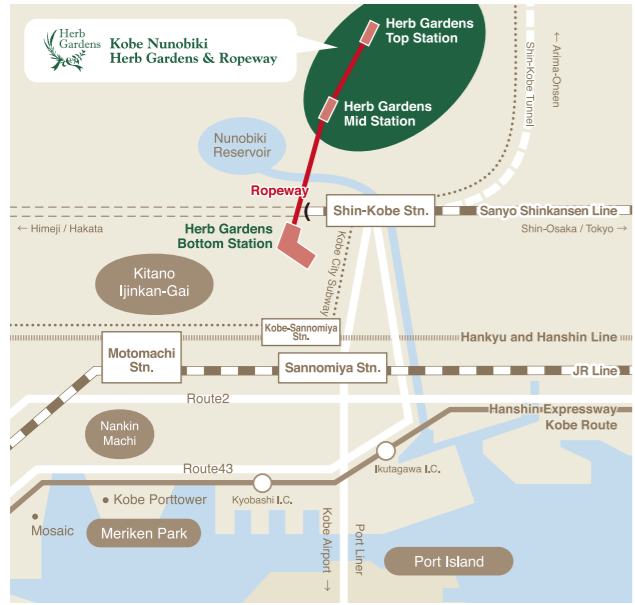 Herb
Gardens
Kobe Nunobiki
Herb Gardens & Ropeway
Herb Gardens
Top Station
Herb Gardens
Mid Station
← Arima-Onsen
Shin-Kobe Tunnel
Nunobiki
Reservoir
Ropeway
Shin-Kobe Stn.
Sanyo Shinkansen Line
← Himeji / Hakata
Shin-Osaka / Tokyo →
Herb Gardens
Bottom Station
Kobe City Subway
Kitano
Ijinkan-Gai
Kobe-Sannomiya
Stn.
Hankyu and Hanshin Line
Motomachi
Stn.
Sannomiya Stn.
JR Line
Route2
Hanshin Expressway
Kobe Route
Nankin
Machi
Route43
Ikutagawa I.C.
Kyobashi I.C.
Kobe Porttower
Mosaic
Meriken Park
Kobe Airport →
Port Liner
Port Island